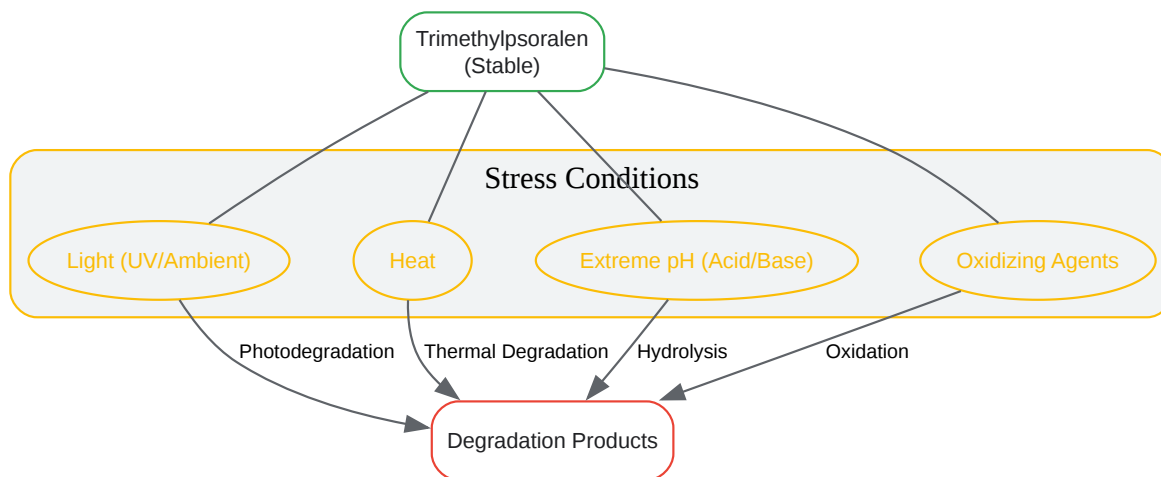 Trimethylpsoralen
(Stable)
Stress Conditions
Light (UV/Ambient)
Heat
Extreme pH (Acid/Base)
Oxidizing Agents
Photodegradation
Thermal Degradation
Hydrolysis
Oxidation
Degradation Products